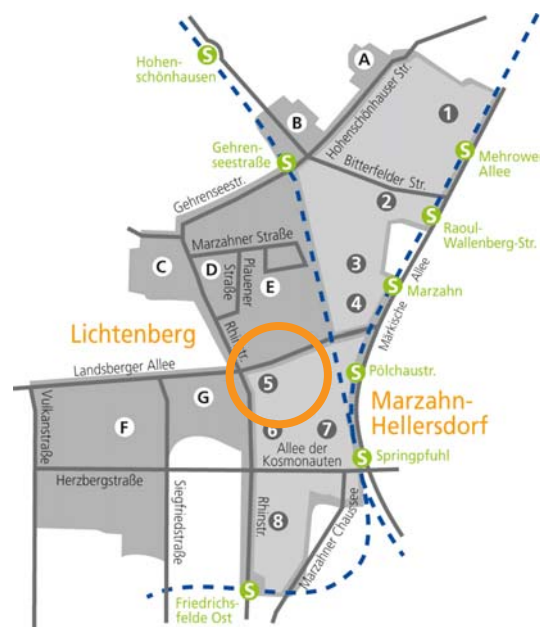 S
Hohen-
schönhausen
A
Hohenschönhauser Str.
B
1
Gehren-
seestraße
S
Bitterfelder Str.
S
Mehrower
Allee
Gehrenseestr.
2
S
Raoul-
Wallenberg-Str.
Marzahner Straße
C
D
Plauener
Straße
E
3
4
S
Marzahn
Märkische Allee
Lichtenberg
Rhinstr.
Landsberger Allee
5
S
Pölchaustr.
Marzahn-
Hellersdorf
Vulkanstraße
F
G
6
7
Allee der
Kosmonauten
S
Springpfuhl
Herzbergstraße
Siegfriedstraße
Rhinstr.
8
Marzahner Chaussee
Friedrichs-
felde Ost
S